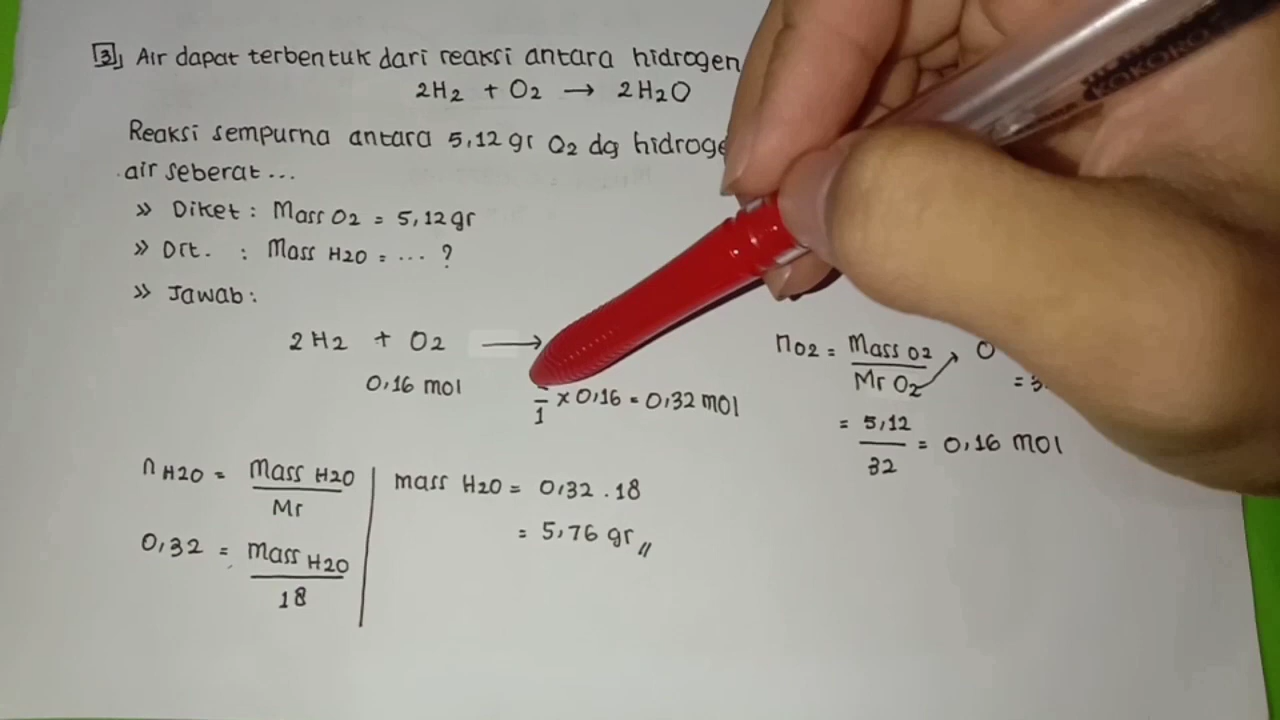 3, Air dapat terbentuk dari reaksi antara hidrogen
2H2 + O2 → 2H2O
Reaksi sempurna antara 5,12 gr O2 dg
air seberat...
» Diket : Mass O2 = 5,12 gr
» Dit. : Mass H2O = ... ?
» Jawab :
2H2 + O2 →
0,16 mol
1 × 0,16 = 0,32 mol
n O2 = Mass O2
Mr O2
= 5,12
32
= 0,16 mol
n H2O = Mass H2O
Mr
0,32 = Mass H2O
18
mass H2O = 0,32 . 18
= 5,76 gr //
KOKORO